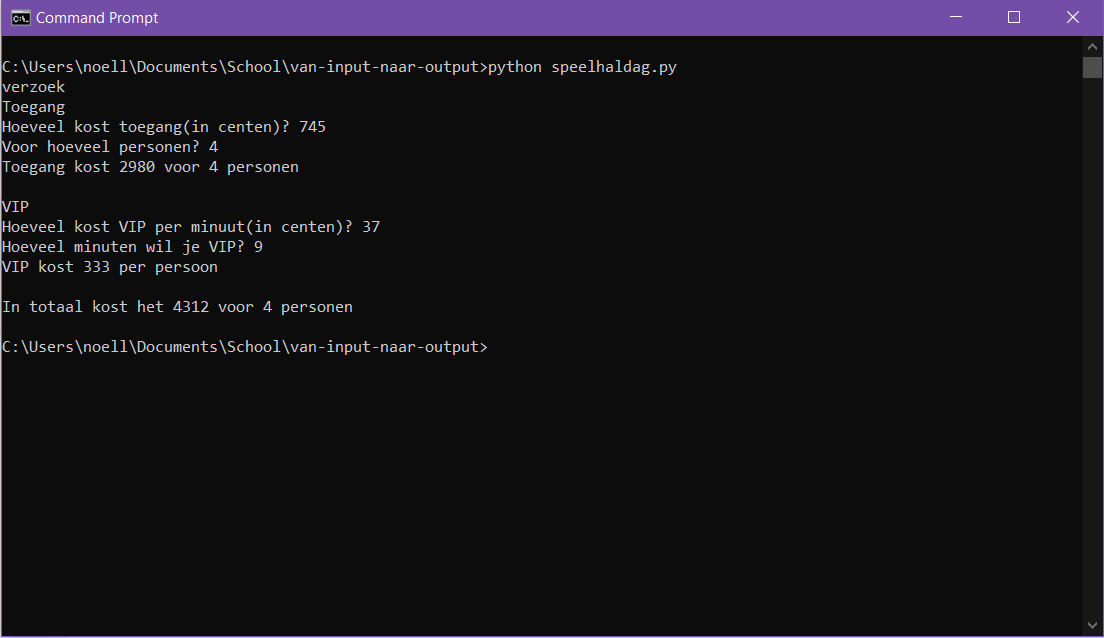 Command Prompt
C:\Users\noell\Documents\School\van-input-naar-output>python speelhaldag.py
verzoek
Toegang
Hoeveel kost toegang(in centen)? 745
Voor hoeveel personen? 4
Toegang kost 2980 voor 4 personen
VIP
Hoeveel kost VIP per minuut(in centen)? 37
Hoeveel minuten wil je VIP? 9
VIP kost 333 per persoon
In totaal kost het 4312 voor 4 personen
C:\Users\noell\Documents\School\van-input-naar-output>